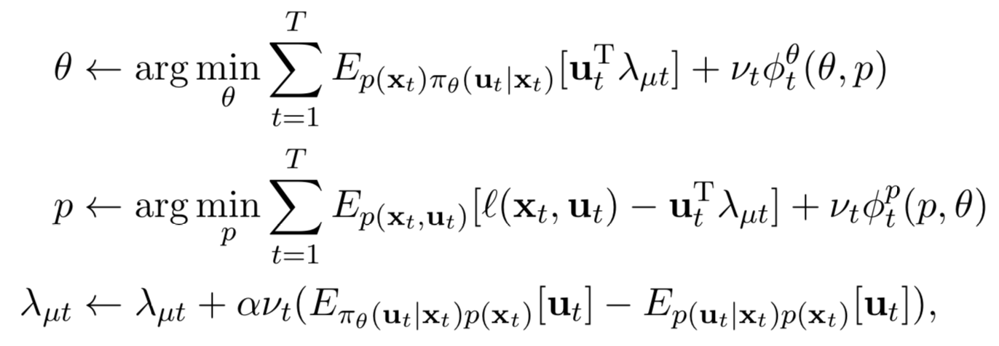 θ ← arg min_θ ∑_{t=1}^{T} E_{p(𝐱_t)π_θ(𝐮_t|𝐱_t)}[𝐮_t^T λ_{μt}] + ν_t ϕ_t^θ(θ, p)
p ← arg min_p ∑_{t=1}^{T} E_{p(𝐱_t,𝐮_t)}[ℓ(𝐱_t, 𝐮_t) − 𝐮_t^T λ_{μt}] + ν_t ϕ_t^p(p, θ)
λ_{μt} ← λ_{μt} + αν_t(E_{π_θ(𝐮_t|𝐱_t)p(𝐱_t)}[𝐮_t] − E_{p(𝐮_t|𝐱_t)p(𝐱_t)}[𝐮_t]),